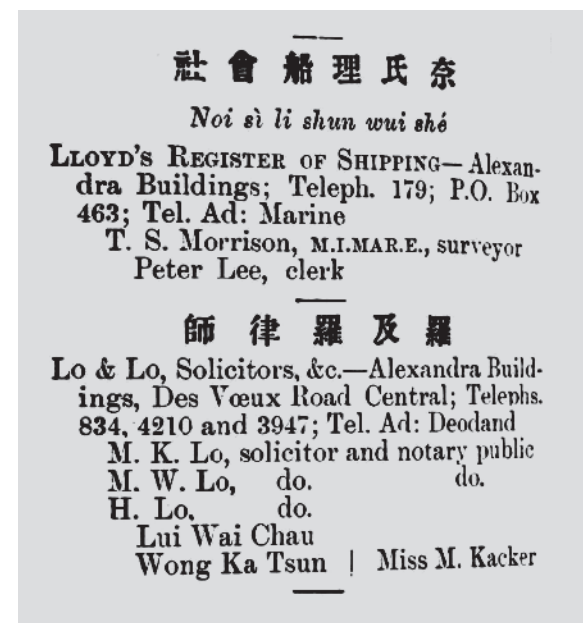 奈氏理船會社
Noi sì li shun wui shé
LLOYD'S REGISTER OF SHIPPING—Alexan-
dra Buildings; Teleph. 179; P.O. Box
463; Tel. Ad: Marine
T. S. Morrison, M.I.MAR.E., surveyor
Peter Lee, clerk
羅及羅律師
Lo & Lo, Solicitors, &c.—Alexandra Build-
ings, Des Vœux Road Central; Telephs.
834, 4210 and 3947; Tel. Ad: Deodand
M. K. Lo, solicitor and notary public
M. W. Lo, do. do.
H. Lo, do.
Lui Wai Chau
Wong Ka Tsun | Miss M. Kacker